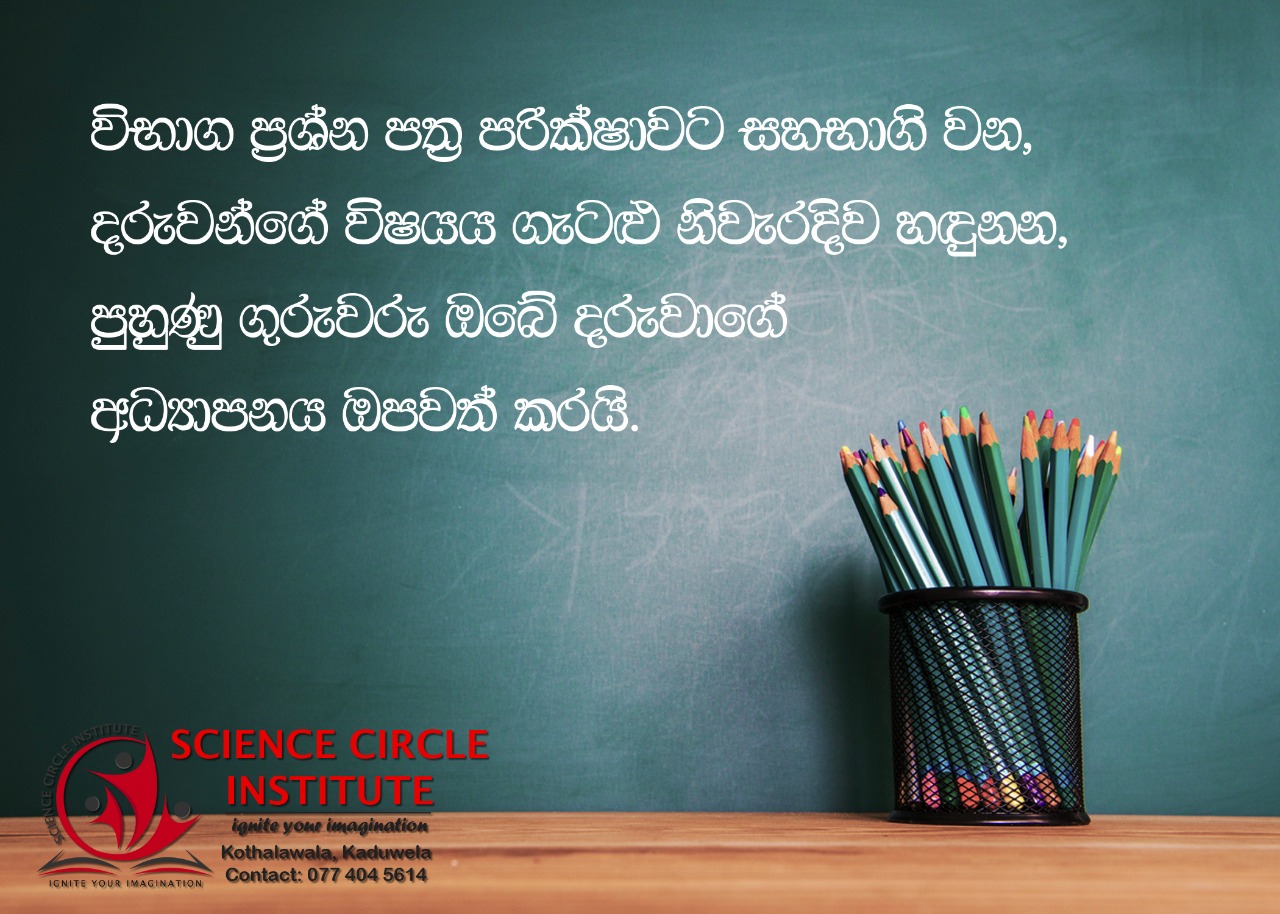 විභාග ප්‍රශ්න පත්‍ර පරික්ෂාවට සහභාගි වන,
දරුවන්ගේ විෂයය ගැටළු නිවැරදිව හඳුනන,
පුහුණු ගුරුවරු ඔබේ දරුවාගේ
අධ්‍යාපනය ඔපවත් කරයි.
SCIENCE CIRCLE INSTITUTE
SCIENCE CIRCLE
INSTITUTE
ignite your imagination
Kothalawala, Kaduwela
Contact: 077 404 5614
IGNITE YOUR IMAGINATION